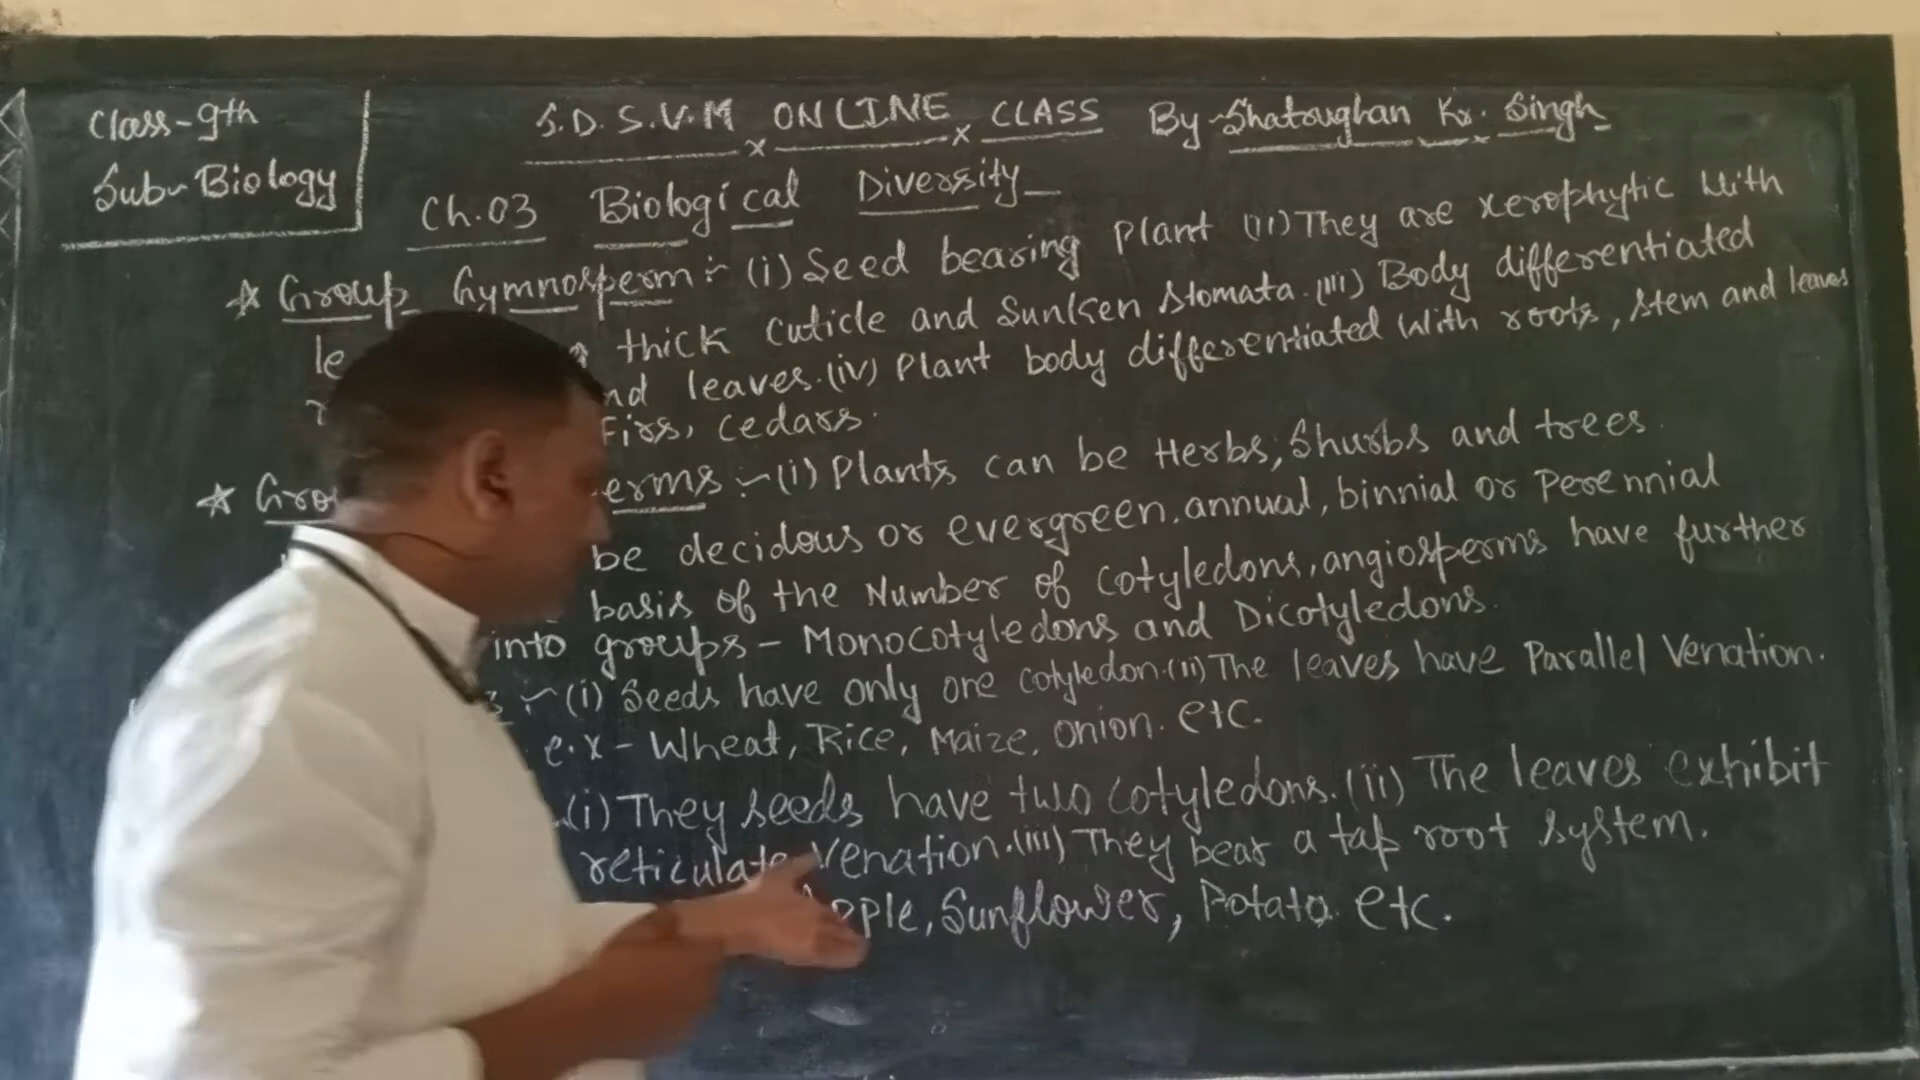 Class-9th
Sub-Biology
S.D.S.V.M ONLINE CLASS By-Shatrughan Kr. Singh
Ch.03 Biological Diversity
Group Gymnosperm :- (i) Seed bearing Plant (ii) They are xerophytic with
thick cuticle and Sunken Stomata. (iii) Body differentiated
leaves. (iv) Plant body differentiated with roots, stem and leaves
Firs, cedars.
:- (i) Plants can be Herbs, Shurbs and trees.
be decidous or evergreen. annual, binnial or Perennial
basis of the Number of cotyledons, angiosperms have further
into groups - Monocotyledons and Dicotyledons.
:- (i) Seeds have only one cotyledon. (ii) The leaves have Parallel Venation.
e.x - Wheat, Rice, Maize, Onion. etc.
(i) They seeds have two cotyledons. (ii) The leaves exhibit
reticulate Venation. (iii) They bear a tap root system.
Sunflower, Potato. etc.